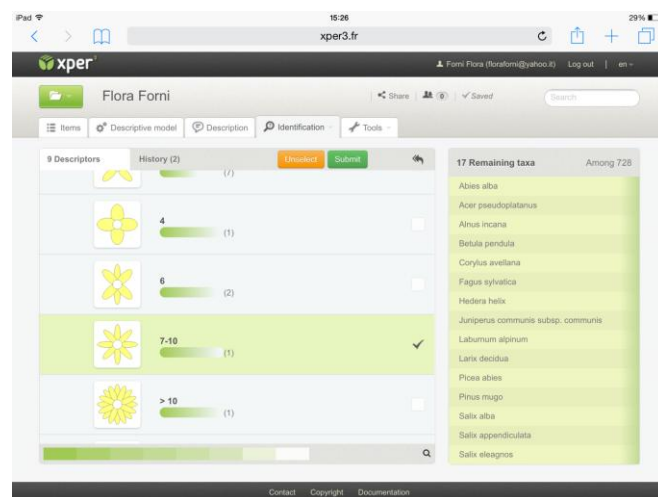 iPad 15:26 29%
xper3.fr
xper³
Forni Flora (floraforni@yahoo.it) Log out | en
Flora Forni
Share (0) Saved Search
Items Descriptive model Description Identification Tools
9 Descriptors History (2) Unselect Submit
17 Remaining taxa Among 728
(7)
4
(1)
6
(2)
7-10
(1)
> 10
(1)
Abies alba
Acer pseudoplatanus
Alnus incana
Betula pendula
Corylus avellana
Fagus sylvatica
Hedera helix
Juniperus communis subsp. communis
Laburnum alpinum
Larix decidua
Picea abies
Pinus mugo
Salix alba
Salix appendiculata
Salix eleagnos
Contact Copyright Documentation